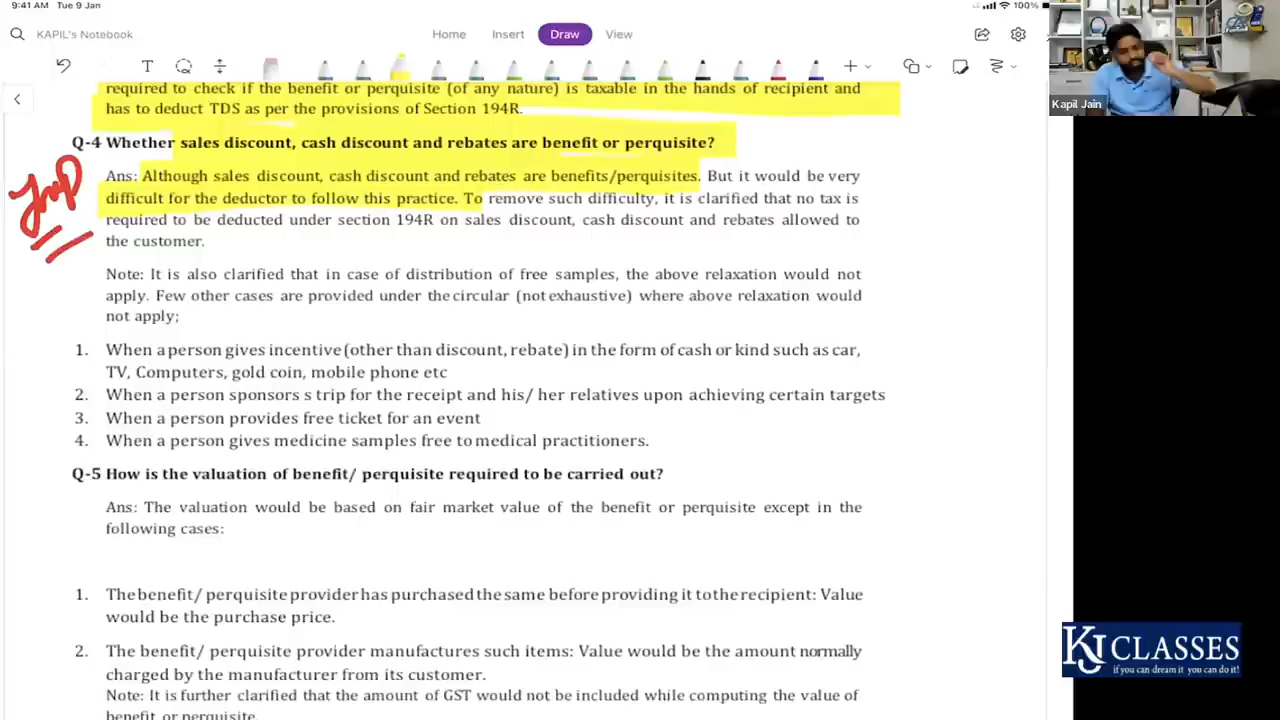 9:41 AM Tue 9 Jan
100%
KAPIL's Notebook
Home Insert Draw View
T
Kapil Jain
required to check if the benefit or perquisite (of any nature) is taxable in the hands of recipient and
has to deduct TDS as per the provisions of Section 194R.
Q-4 Whether sales discount, cash discount and rebates are benefit or perquisite?
Imp
Ans: Although sales discount, cash discount and rebates are benefits/perquisites. But it would be very
difficult for the deductor to follow this practice. To remove such difficulty, it is clarified that no tax is
required to be deducted under section 194R on sales discount, cash discount and rebates allowed to
the customer.
Note: It is also clarified that in case of distribution of free samples, the above relaxation would not
apply. Few other cases are provided under the circular (not exhaustive) where above relaxation would
not apply;
1. When a person gives incentive (other than discount, rebate) in the form of cash or kind such as car,
TV, Computers, gold coin, mobile phone etc
2. When a person sponsors s trip for the receipt and his/ her relatives upon achieving certain targets
3. When a person provides free ticket for an event
4. When a person gives medicine samples free to medical practitioners.
Q-5 How is the valuation of benefit/ perquisite required to be carried out?
Ans: The valuation would be based on fair market value of the benefit or perquisite except in the
following cases:
1. The benefit/ perquisite provider has purchased the same before providing it to the recipient: Value
would be the purchase price.
2. The benefit/ perquisite provider manufactures such items: Value would be the amount normally
charged by the manufacturer from its customer.
Note: It is further clarified that the amount of GST would not be included while computing the value of
benefit or perquisite.
KJ CLASSES
if you can dream it you can do it!